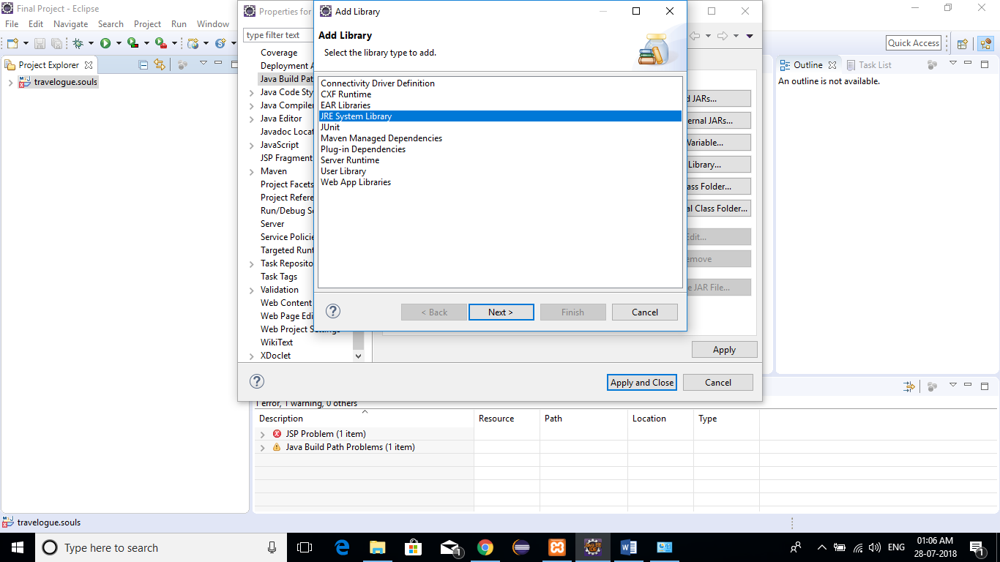 Final Project - Eclipse
File Edit Navigate Search Project Run Window
Quick Access
Project Explorer
travelogue.souls
Properties for
type filter text
Coverage
Deployment A
Java Build Pat
Java Code Sty
Java Compiler
Java Editor
Javadoc Locat
JavaScript
JSP Fragment
Maven
Project Facets
Project Refere
Run/Debug Se
Server
Service Policie
Targeted Runt
Task Reposito
Task Tags
Validation
Web Content
Web Page Edi
Web Project Settings
WikiText
XDoclet
Add Library
Add Library
Select the library type to add.
Connectivity Driver Definition
CXF Runtime
EAR Libraries
JRE System Library
JUnit
Maven Managed Dependencies
Plug-in Dependencies
Server Runtime
User Library
Web App Libraries
< Back Next > Finish Cancel
d JARs...
ernal JARs...
Variable...
Library...
ass Folder...
al Class Folder...
Edit...
emove
e JAR File...
Apply
Apply and Close Cancel
Outline Task List
An outline is not available.
1 error, 1 warning, 0 others
Description Resource Path Location Type
JSP Problem (1 item)
Java Build Path Problems (1 item)
travelogue.souls
Type here to search
1
ENG
01:06 AM
28-07-2018
1